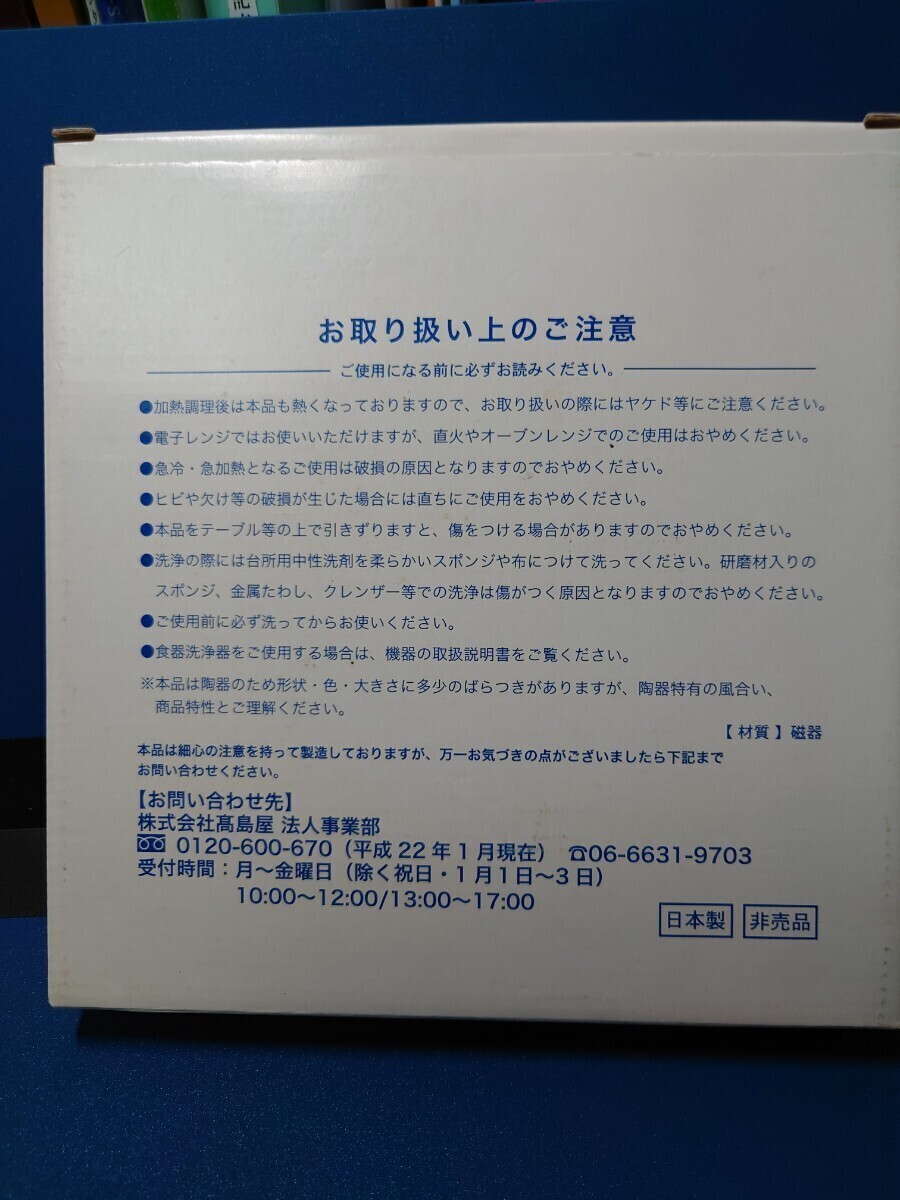 お取り扱い上のご注意
ご使用になる前に必ずお読みください。
●加熱調理後は本品も熱くなっておりますので、お取り扱いの際にはヤケド等にご注意ください。
●電子レンジではお使いいただけますが、直火やオーブンレンジでのご使用はおやめください。
●急冷・急加熱となるご使用は破損の原因となりますのでおやめください。
●ヒビや欠け等の破損が生じた場合には直ちにご使用をおやめください。
●本品をテーブル等の上で引きずりますと、傷をつける場合がありますのでおやめください。
●洗浄の際には台所用中性洗剤を柔らかいスポンジや布につけて洗ってください。研磨材入りの
スポンジ、金属たわし、クレンザー等での洗浄は傷がつく原因となりますのでおやめください。
●ご使用前に必ず洗ってからお使いください。
●食器洗浄器をご使用する場合は、機器の取扱説明書をご覧ください。
※本品は陶器のため形状・色・大きさに多少のばらつきがありますが、陶器特有の風合い、
商品特性とご理解ください。
【材質】磁器
本品は細心の注意を持って製造しておりますが、万一お気づきの点がございましたら下記まで
お問い合わせください。
【お問い合わせ先】
株式会社髙島屋 法人事業部
0120-600-670（平成22年1月現在） ☎06-6631-9703
受付時間：月〜金曜日（除く祝日・1月1日〜3日）
10:00〜12:00/13:00〜17:00
日本製 非売品